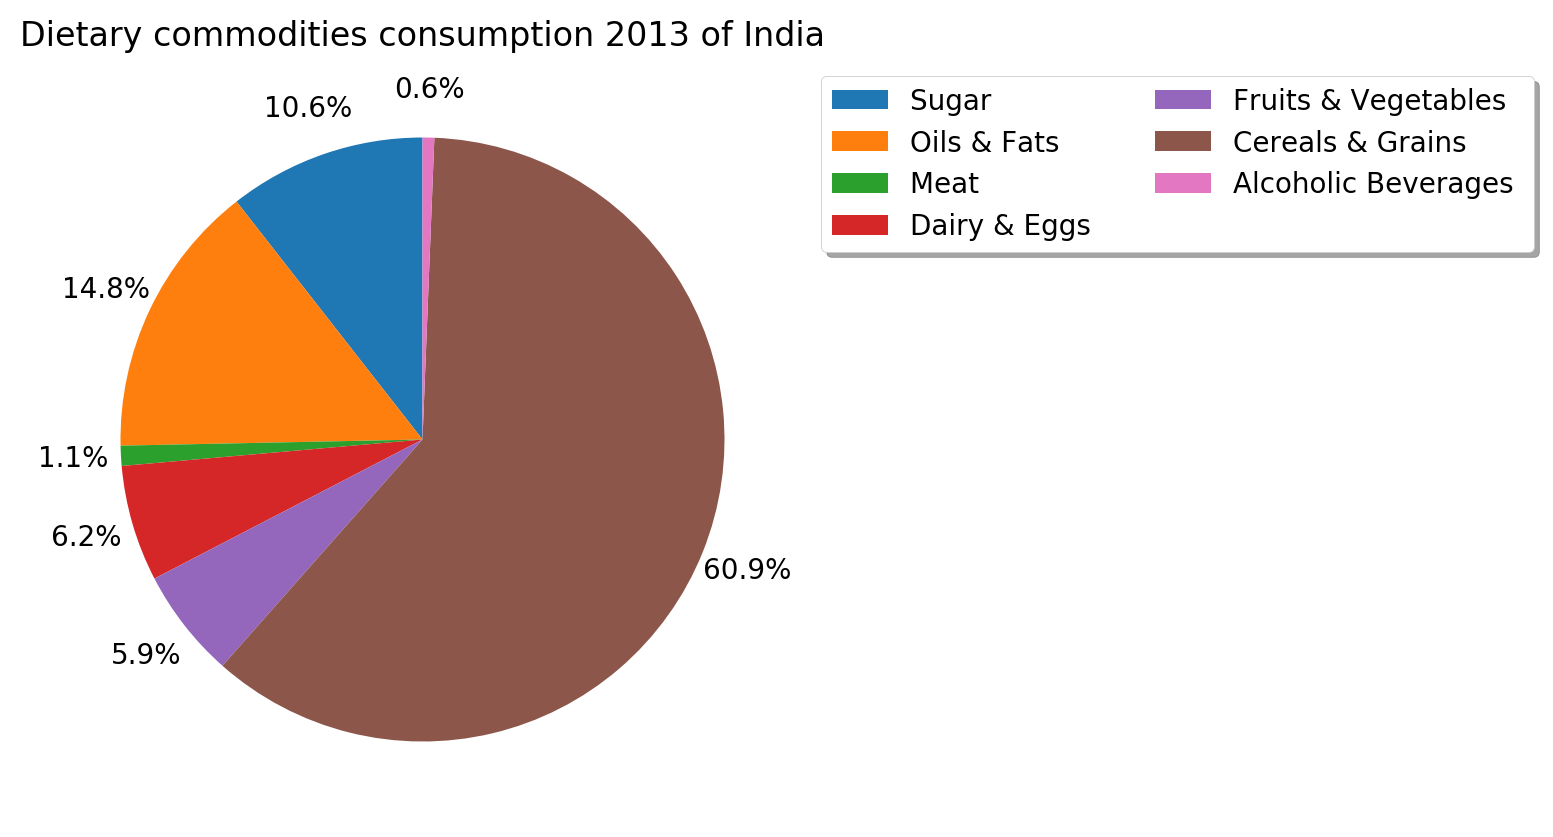 Dietary commodities consumption 2013 of India
0.6%
10.6%
14.8%
1.1%
6.2%
5.9%
60.9%
Sugar
Oils & Fats
Meat
Dairy & Eggs
Fruits & Vegetables
Cereals & Grains
Alcoholic Beverages